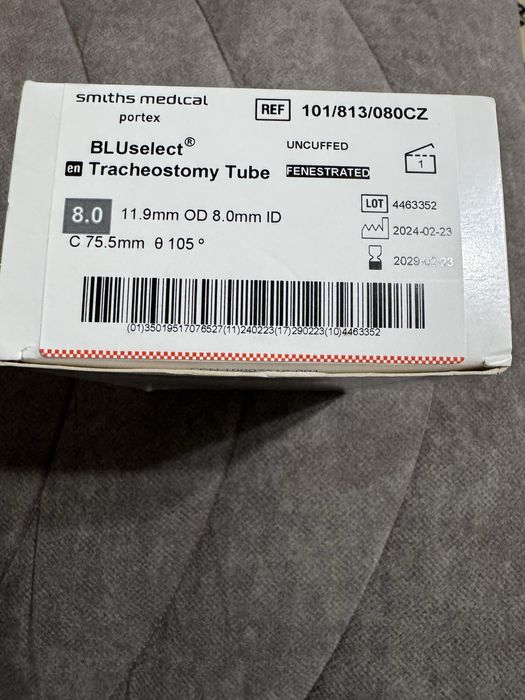 smiths medical
portex
REF 101/813/080CZ
BLUselect®
UNCUFFED
en Tracheostomy Tube
FENESTRATED
1
8.0 11.9mm OD 8.0mm ID
LOT 4463352
2024-02-23
C 75.5mm θ 105 º
2029-02-23
(01)35019517076527(11)240223(17)290223(10)4463352